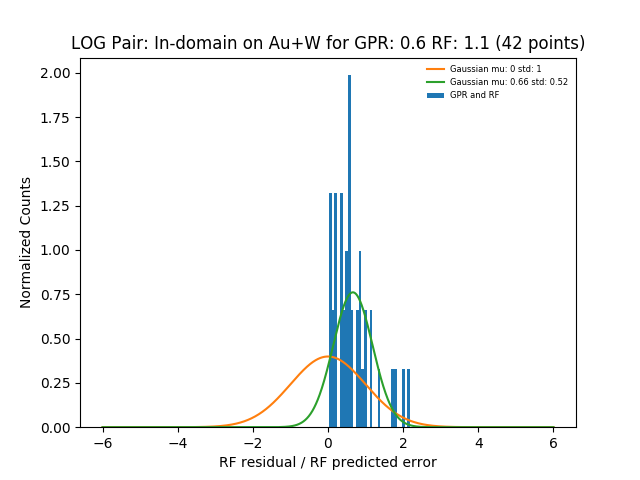 LOG Pair: In-domain on Au+W for GPR: 0.6 RF: 1.1 (42 points)
Gaussian mu: 0 std: 1
Gaussian mu: 0.66 std: 0.52
GPR and RF
Normalized Counts
2.00
1.75
1.50
1.25
1.00
0.75
0.50
0.25
0.00
−6 −4 −2 0 2 4 6
RF residual / RF predicted error